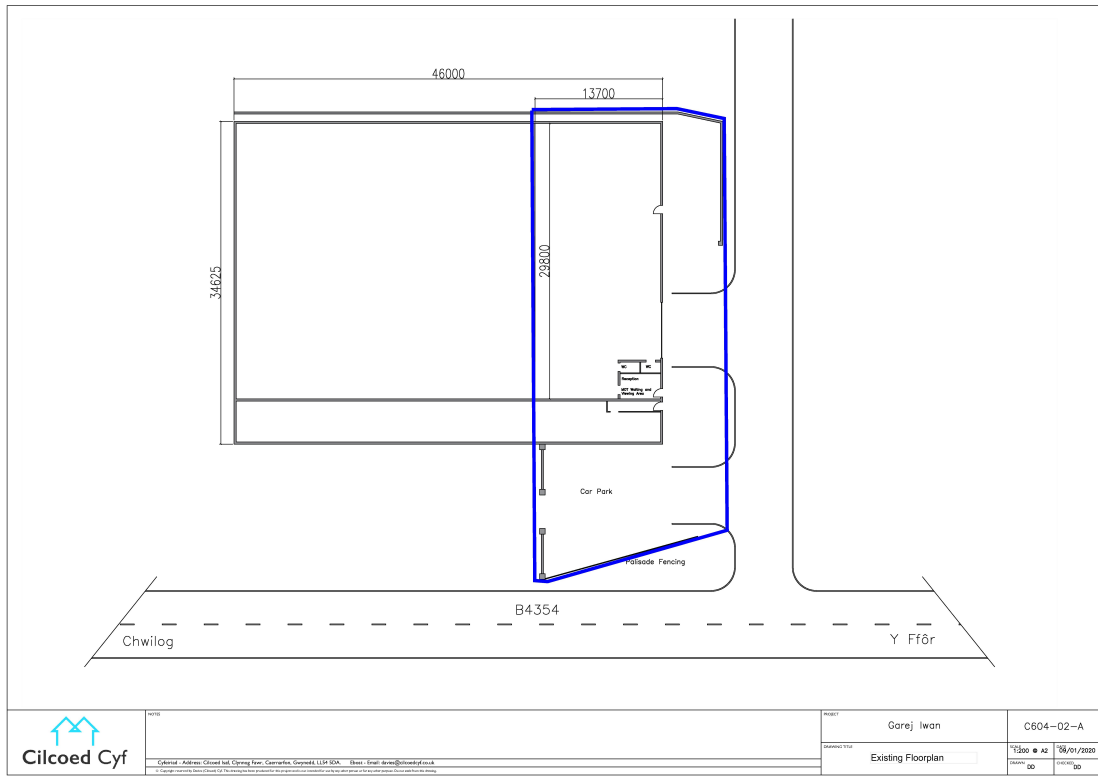 46000
13700
34625
29800
WC WC
Reception
MOT Waiting and
Viewing Area
Car Park
Palisade Fencing
B4354
Chwilog
Y Ffôr
Cilcoed Cyf
NOTES
Cyfeiriad - Address: Cilcoed Isaf, Clynnog Fawr, Caernarfon, Gwynedd, LL54 5DA. Ebost - Email: davies@cilcoedcyf.co.uk
PROJECT
Garej Iwan
C604-02-A
DRAWING TITLE
Existing Floorplan
SCALE
1:200 @ A2
DATE
09/01/2020
DRAWN
DD
CHECKED
DD